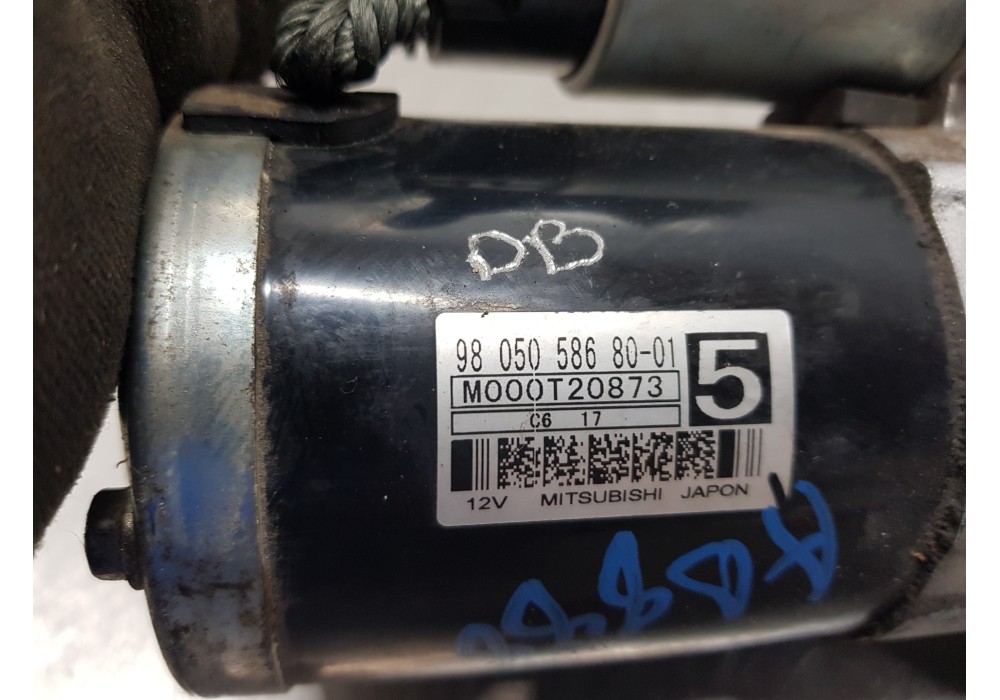 DB
98 050 586 80-01
M000T20873
C6 17
5
12V MITSUBISHI JAPON